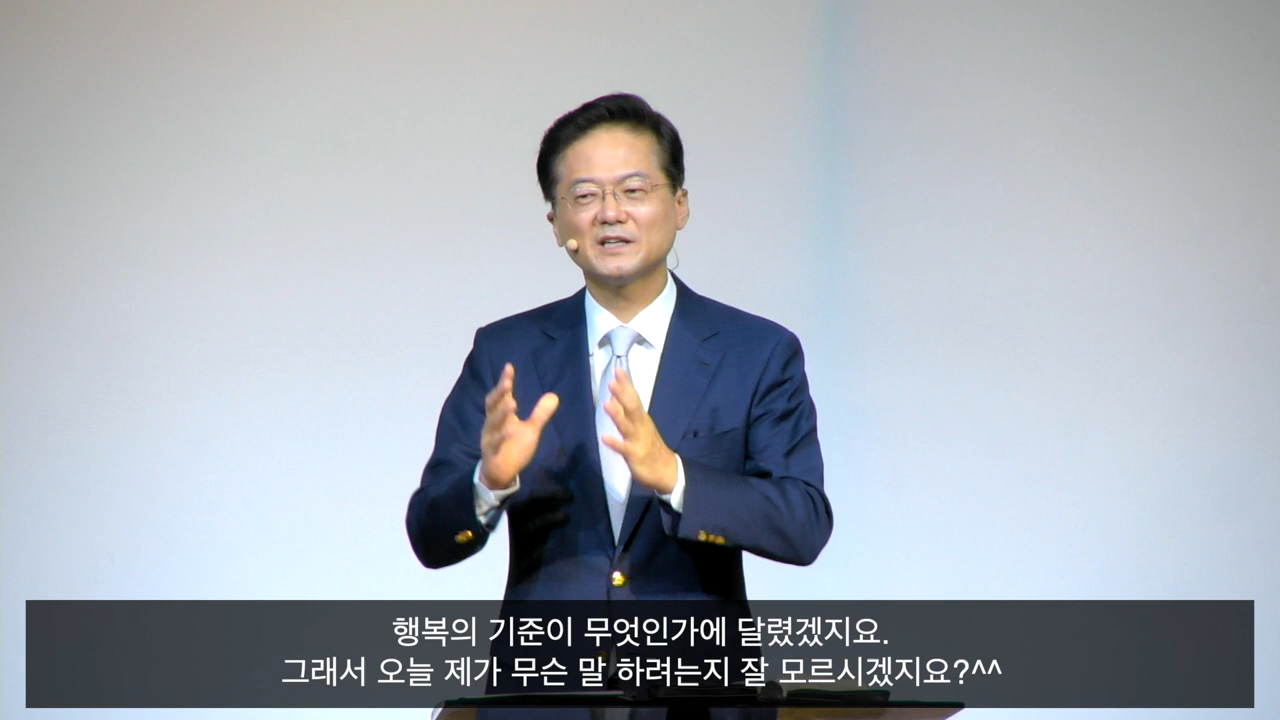 행복의 기준이 무엇인가에 달렸겠지요.
그래서 오늘 제가 무슨 말 하려는지 잘 모르시겠지요?^^